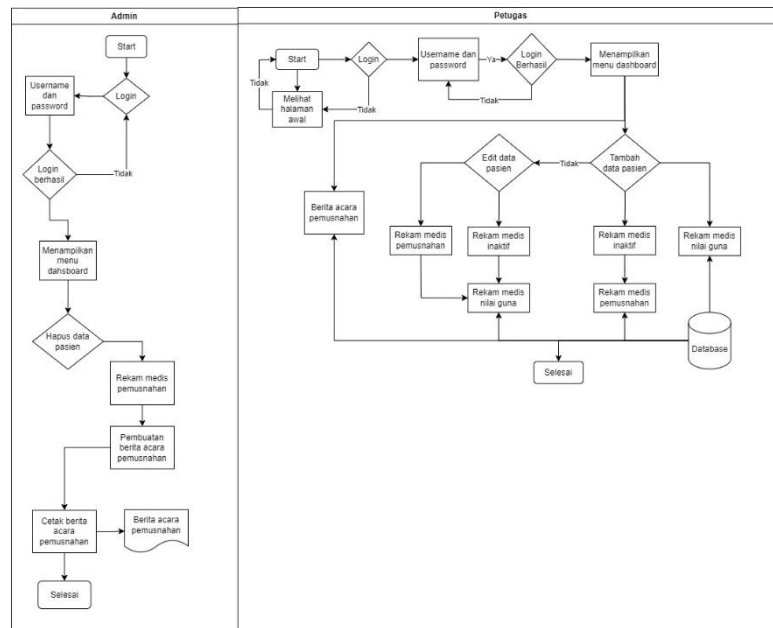 Admin
Start
Login
Username
dan
password
Login
berhasil
Tidak
Menampilkan
menu
dahsboard
Hapus data
pasien
Rekam medis
pemusnahan
Pembuatan
berita acara
pemusnahan
Cetak berita
acara
pemusnahan
Berita acara
pemusnahan
Selesai
Petugas
Start
Login
Username dan
password
Ya
Login
Berhasil
Menampilkan
menu dashboard
Tidak
Melihat
halaman
awal
Tidak
Tidak
Berita acara
pemusnahan
Edit data
pasien
Tidak
Tambah
data pasien
Rekam medis
pemusnahan
Rekam medis
inaktif
Rekam medis
inaktif
Rekam medis
nilai guna
Rekam medis
nilai guna
Rekam medis
pemusnahan
Database
Selesai